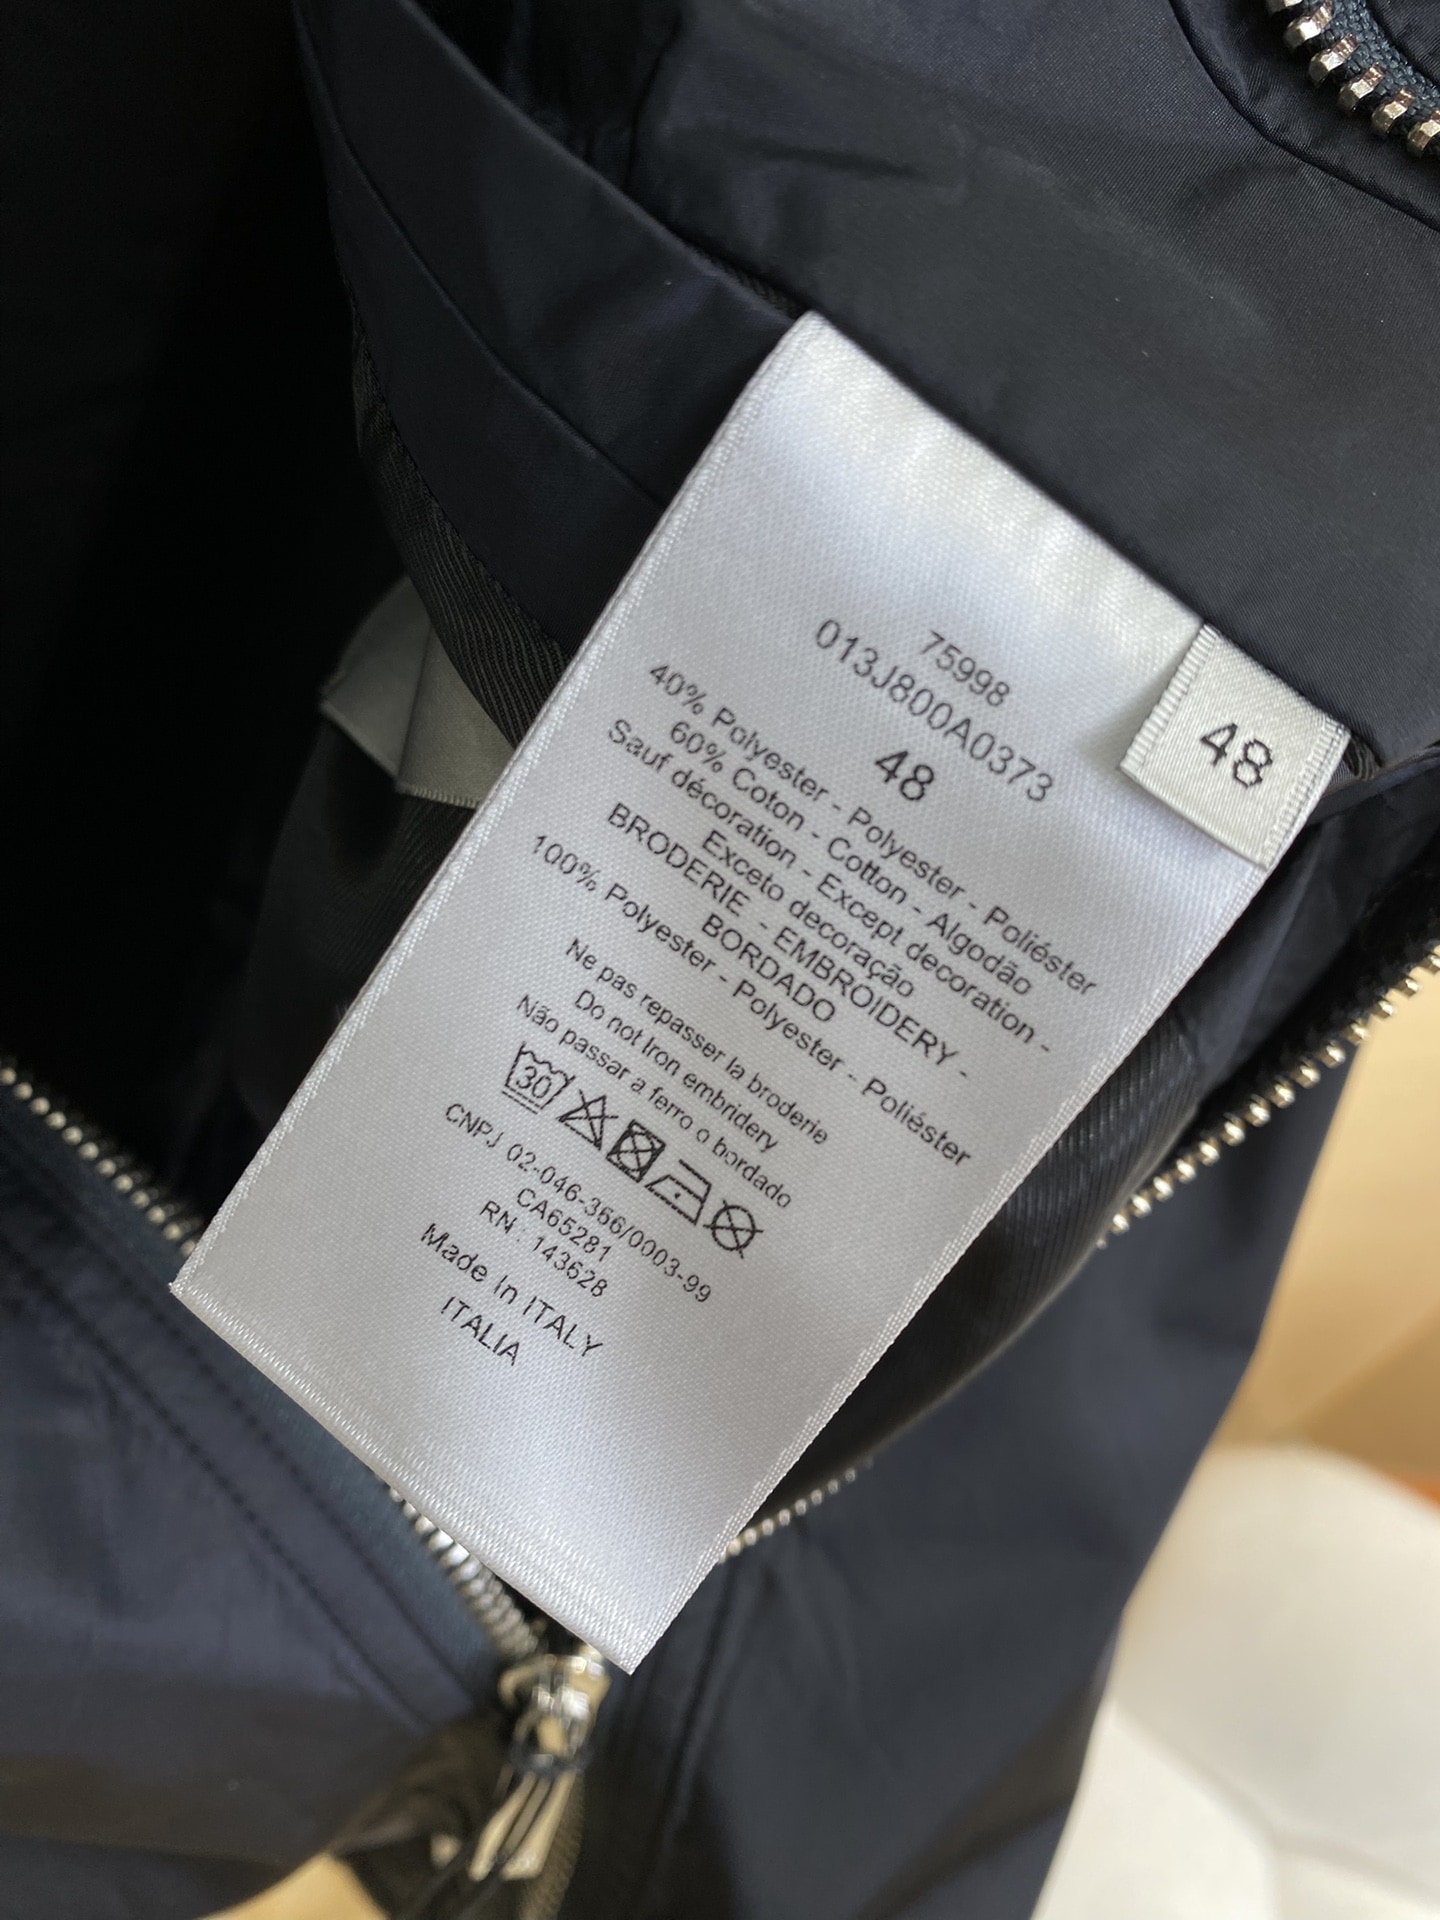 75998
013J800A0373
48
40% Polyester - Polyester - Poliéster
60% Coton - Cotton - Algodão
Sauf décoration - Except decoration -
Exceto decoração
BRODERIE - EMBROIDERY -
BORDADO
100% Polyester - Polyester - Poliéster
Ne pas repasser la broderie
Do not Iron embridery
Não passar a ferro o bordado
30
CNPJ 02-046-366/0003-99
CA65281
RN : 143628
Made In ITALY
ITALIA
48